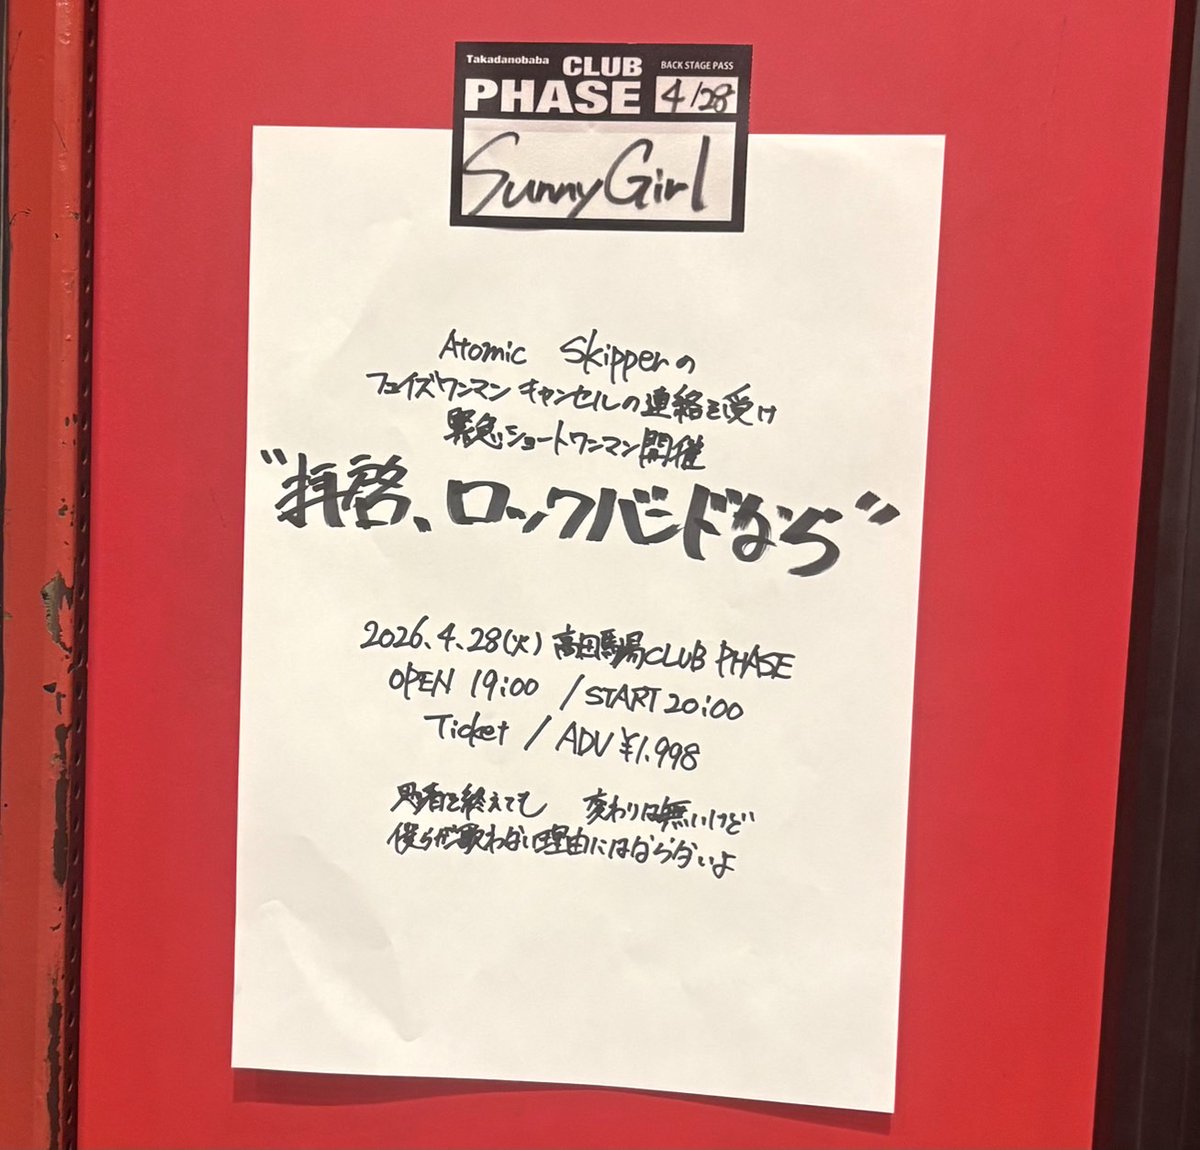 Takadanobaba
CLUB
PHASE
BACK STAGE PASS
4/28
SunnyGirl
Atomic Skipperの
フェイズワンマン キャンセルの連絡を受け
緊急ショートワンマン開催
"拝啓、ロックバンドなら"
2026.4.28(火) 高田馬場CLUB PHASE
OPEN 19:00 / START 20:00
Ticket / ADV ¥1.998
を終えても 変わりは無いけど
僕らが歌わない理由にはならないよ